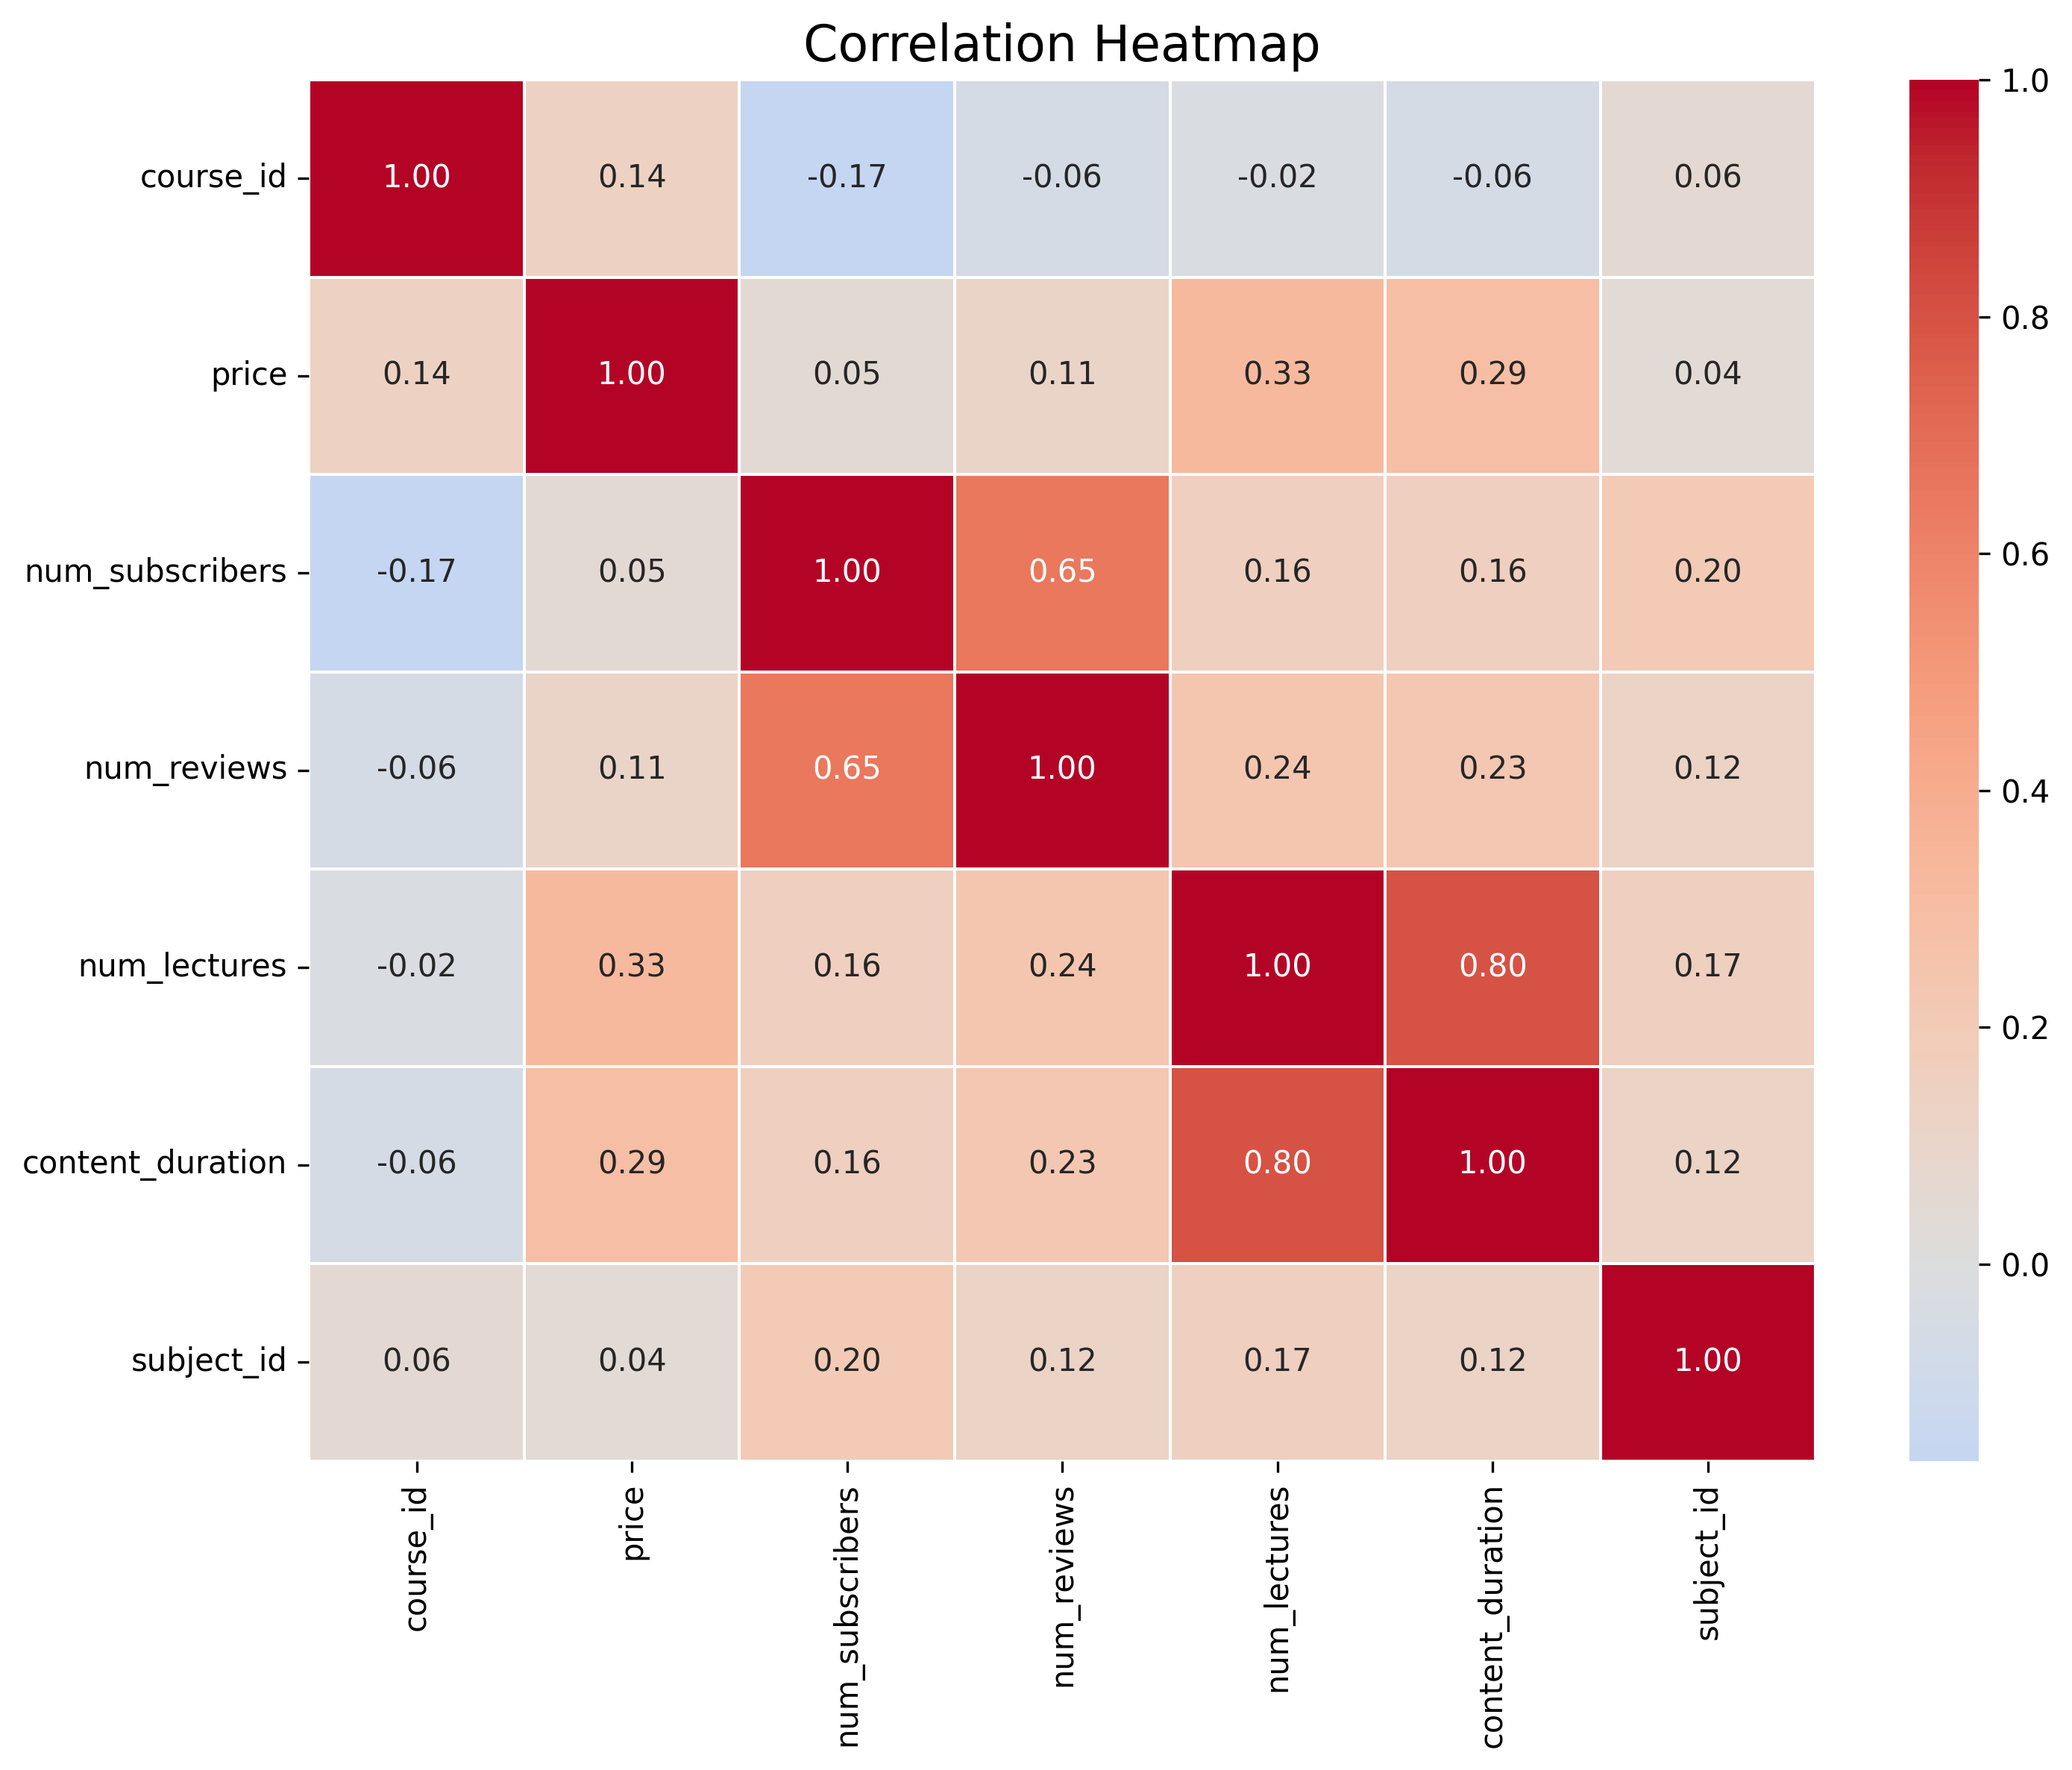 Correlation Heatmap
course_id 1.00 0.14 -0.17 -0.06 -0.02 -0.06 0.06
price 0.14 1.00 0.05 0.11 0.33 0.29 0.04
num_subscribers -0.17 0.05 1.00 0.65 0.16 0.16 0.20
num_reviews -0.06 0.11 0.65 1.00 0.24 0.23 0.12
num_lectures -0.02 0.33 0.16 0.24 1.00 0.80 0.17
content_duration -0.06 0.29 0.16 0.23 0.80 1.00 0.12
subject_id 0.06 0.04 0.20 0.12 0.17 0.12 1.00
course_id
price
num_subscribers
num_reviews
num_lectures
content_duration
subject_id
1.0
0.8
0.6
0.4
0.2
0.0